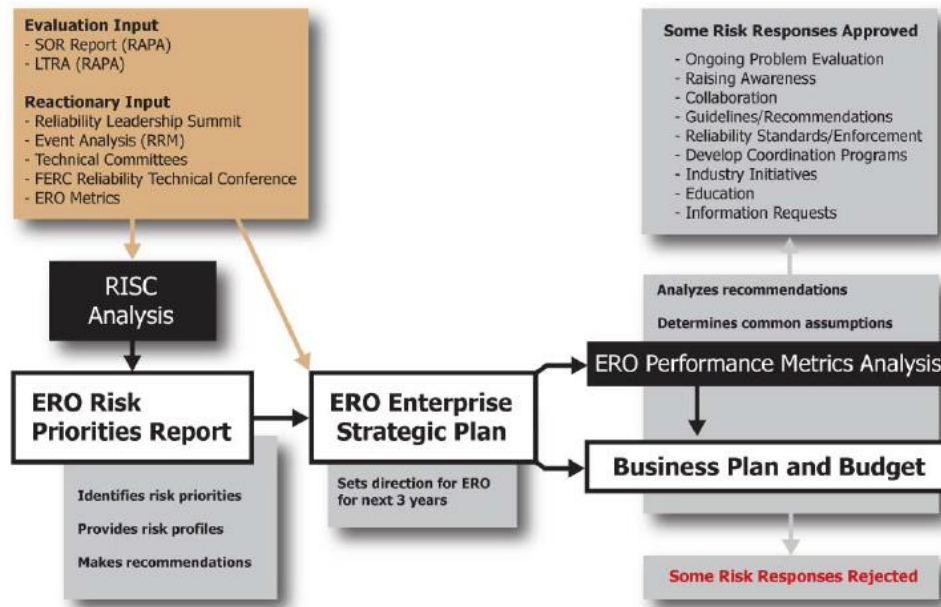 Evaluation Input
- SOR Report (RAPA)
- LTRA (RAPA)
Reactionary Input
- Reliability Leadership Summit
- Event Analysis (RRM)
- Technical Committees
- FERC Reliability Technical Conference
- ERO Metrics
RISC
Analysis
ERO Risk
Priorities Report
Identifies risk priorities
Provides risk profiles
Makes recommendations
ERO Enterprise
Strategic Plan
Sets direction for ERO
for next 3 years
Some Risk Responses Approved
- Ongoing Problem Evaluation
- Raising Awareness
- Collaboration
- Guidelines/Recommendations
- Reliability Standards/Enforcement
- Develop Coordination Programs
- Industry Initiatives
- Education
- Information Requests
Analyzes recommendations
Determines common assumptions
ERO Performance Metrics Analysis
Business Plan and Budget
Some Risk Responses Rejected